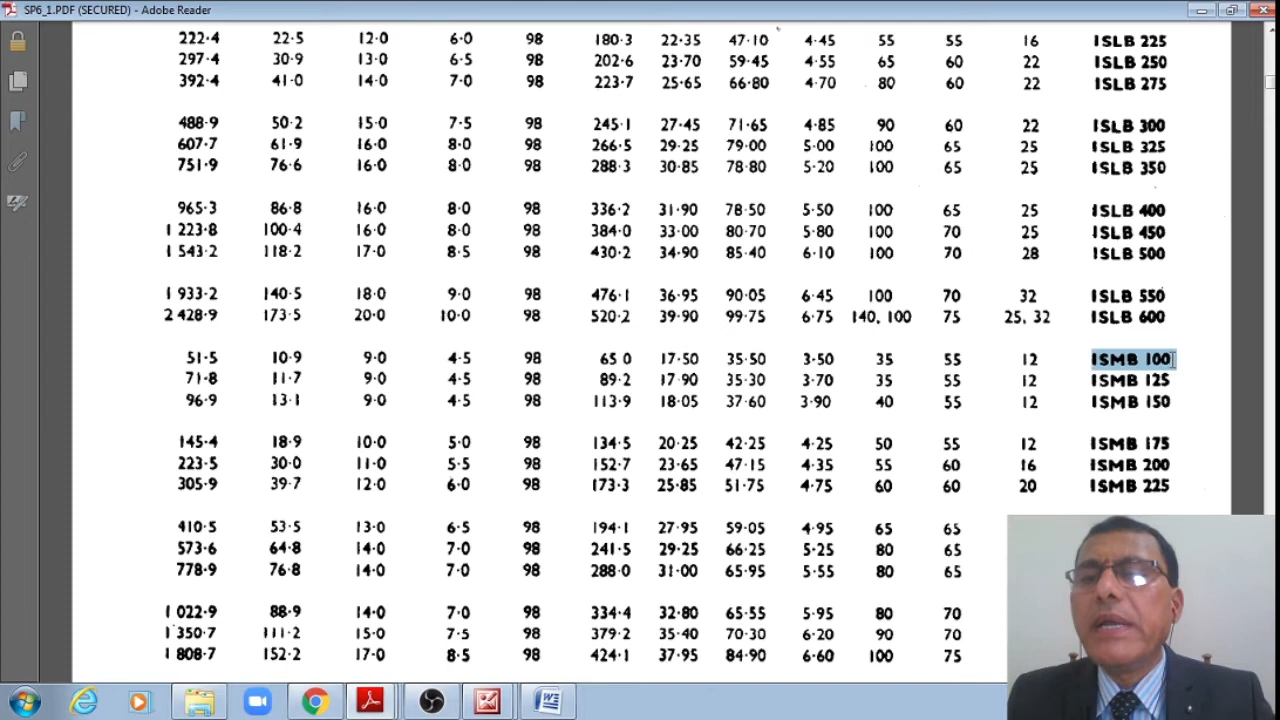 SP6_1.PDF (SECURED) - Adobe Reader
222·4 22·5 12·0 6·0 98 180·3 22·35 47·10 4·45 55 55 16 ISLB 225
297·4 30·9 13·0 6·5 98 202·6 23·70 59·45 4·55 65 60 22 ISLB 250
392·4 41·0 14·0 7·0 98 223·7 25·65 66·80 4·70 80 60 22 ISLB 275
488·9 50·2 15·0 7·5 98 245·1 27·45 71·65 4·85 90 60 22 ISLB 300
607·7 61·9 16·0 8·0 98 266·5 29·25 79·00 5·00 100 65 25 ISLB 325
751·9 76·6 16·0 8·0 98 288·3 30·85 78·80 5·20 100 65 25 ISLB 350
965·3 86·8 16·0 8·0 98 336·2 31·90 78·50 5·50 100 65 25 ISLB 400
1 223·8 100·4 16·0 8·0 98 384·0 33·00 80·70 5·80 100 70 25 ISLB 450
1 543·2 118·2 17·0 8·5 98 430·2 34·90 85·40 6·10 100 70 28 ISLB 500
1 933·2 140·5 18·0 9·0 98 476·1 36·95 90·05 6·45 100 70 32 ISLB 550
2 428·9 173·5 20·0 10·0 98 520·2 39·90 99·75 6·75 140, 100 75 25, 32 ISLB 600
51·5 10·9 9·0 4·5 98 65 0 17·50 35·50 3·50 35 55 12 ISMB 100
71·8 11·7 9·0 4·5 98 89·2 17·90 35·30 3·70 35 55 12 ISMB 125
96·9 13·1 9·0 4·5 98 113·9 18·05 37·60 3·90 40 55 12 ISMB 150
145·4 18·9 10·0 5·0 98 134·5 20·25 42·25 4·25 50 55 12 ISMB 175
223·5 30·0 11·0 5·5 98 152·7 23·65 47·15 4·35 55 60 16 ISMB 200
305·9 39·7 12·0 6·0 98 173·3 25·85 51·75 4·75 60 60 20 ISMB 225
410·5 53·5 13·0 6·5 98 194·1 27·95 59·05 4·95 65 65
573·6 64·8 14·0 7·0 98 241·5 29·25 66·25 5·25 80 65
778·9 76·8 14·0 7·0 98 288·0 31·00 65·95 5·55 80 65
1 022·9 88·9 14·0 7·0 98 334·4 32·80 65·55 5·95 80 70
1 350·7 111·2 15·0 7·5 98 379·2 35·40 70·30 6·20 90 70
1 808·7 152·2 17·0 8·5 98 424·1 37·95 84·90 6·60 100 75